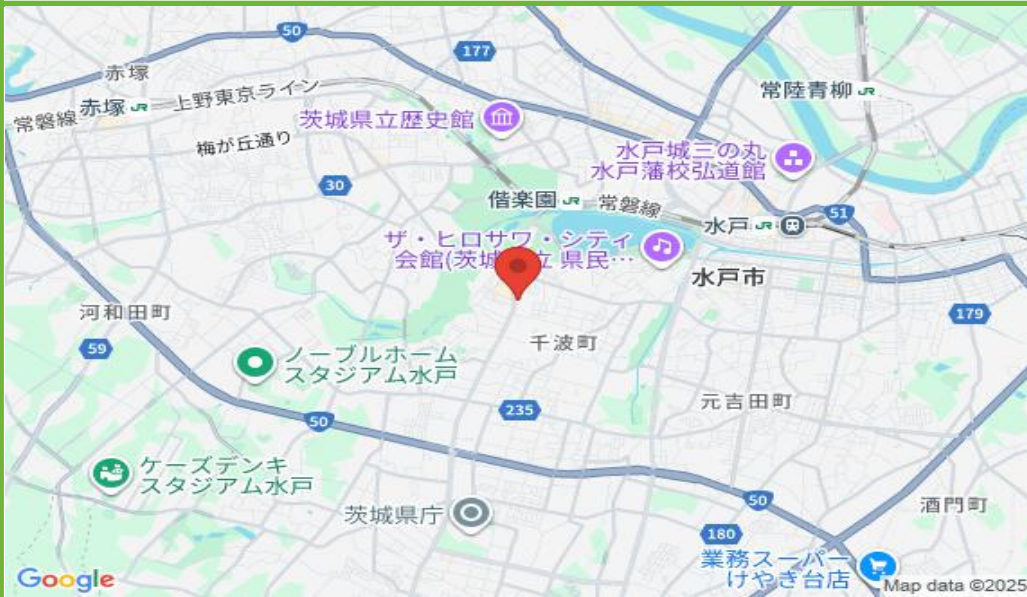 50
177
赤塚
赤塚 JR
上野東京ライン
常磐線
常陸青柳 JR
茨城県立歴史館
梅が丘通り
水戸城三の丸
水戸藩校弘道館
30
偕楽園 JR
常磐線
51
水戸 JR
ザ・ヒロサワ・シティ
会館(茨城 立 県民…
水戸市
河和田町
179
59
千波町
ノーブルホーム
スタジアム水戸
235
元吉田町
50
ケーズデンキ
スタジアム水戸
50
酒門町
茨城県庁
180
業務スーパー
けやき台店
Google
Map data ©2025